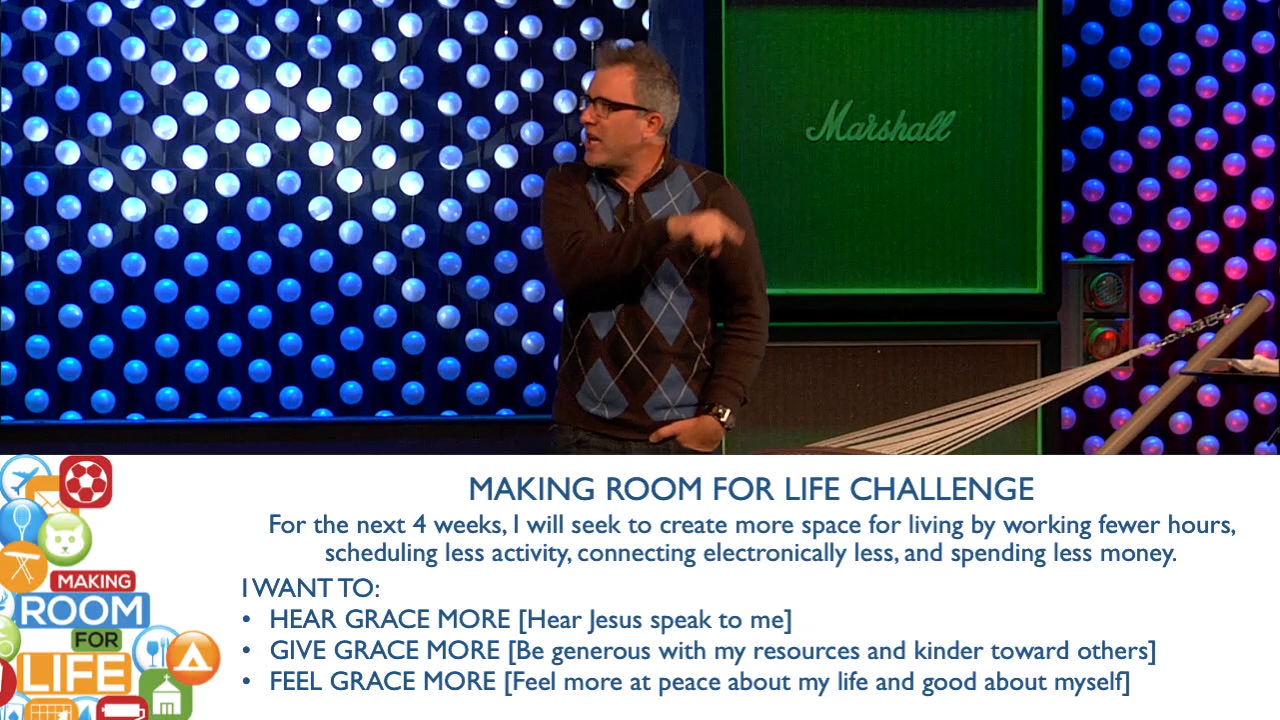 Marshall
MAKING ROOM FOR LIFE CHALLENGE
For the next 4 weeks, I will seek to create more space for living by working fewer hours,
scheduling less activity, connecting electronically less, and spending less money.
I WANT TO:
• HEAR GRACE MORE [Hear Jesus speak to me]
• GIVE GRACE MORE [Be generous with my resources and kinder toward others]
• FEEL GRACE MORE [Feel more at peace about my life and good about myself]
MAKING
ROOM
FOR
LIFE